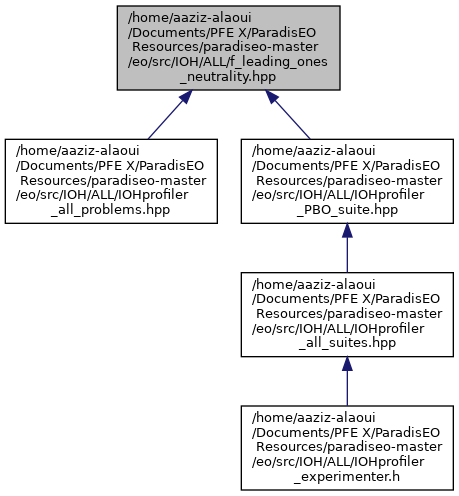 /home/aaziz-alaoui
/Documents/PFE X/ParadisEO
Resources/paradiseo-master
/eo/src/IOH/ALL/f_leading_ones
_neutrality.hpp
/home/aaziz-alaoui
/Documents/PFE X/ParadisEO
Resources/paradiseo-master
/eo/src/IOH/ALL/IOHprofiler
_all_problems.hpp
/home/aaziz-alaoui
/Documents/PFE X/ParadisEO
Resources/paradiseo-master
/eo/src/IOH/ALL/IOHprofiler
_PBO_suite.hpp
/home/aaziz-alaoui
/Documents/PFE X/ParadisEO
Resources/paradiseo-master
/eo/src/IOH/ALL/IOHprofiler
_all_suites.hpp
/home/aaziz-alaoui
/Documents/PFE X/ParadisEO
Resources/paradiseo-master
/eo/src/IOH/ALL/IOHprofiler
_experimenter.h